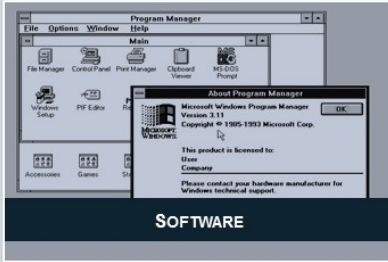 Program Manager
File Options Window Help
Main
File Manager Control Panel Print Manager Clipboard Viewer MS-DOS Prompt
Windows Setup PIF Editor
Accessories Games
About Program Manager
Microsoft Windows Program Manager
Version 3.11
Copyright © 1985-1993 Microsoft Corp.
OK
MICROSOFT.
WINDOWS.
This product is licensed to:
User
Company
Please contact your hardware manufacturer for
Windows technical support.
SOFTWARE